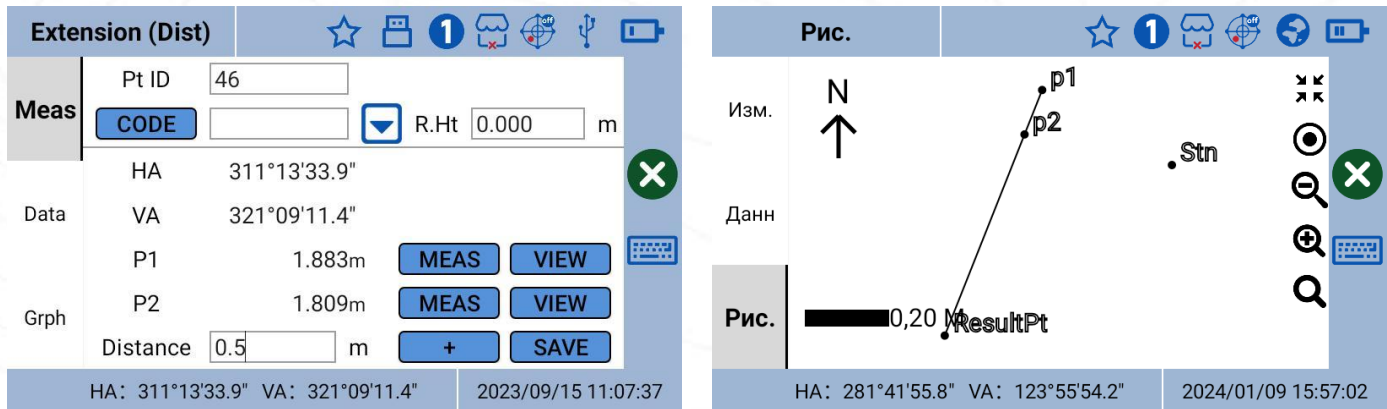 Extension (Dist)
1
off
Meas
Pt ID 46
CODE
R.Ht 0.000 m
HA 311°13'33.9"
VA 321°09'11.4"
Data
P1 1.883m MEAS VIEW
P2 1.809m MEAS VIEW
Grph
Distance 0.5 m + SAVE
HA: 311°13'33.9" VA: 321°09'11.4" 2023/09/15 11:07:37
Рис.
1
off
Изм.
N
p1
p2
Stn
Данн
Рис.
0,20 м
ResultPt
HA: 281°41'55.8" VA: 123°55'54.2" 2024/01/09 15:57:02